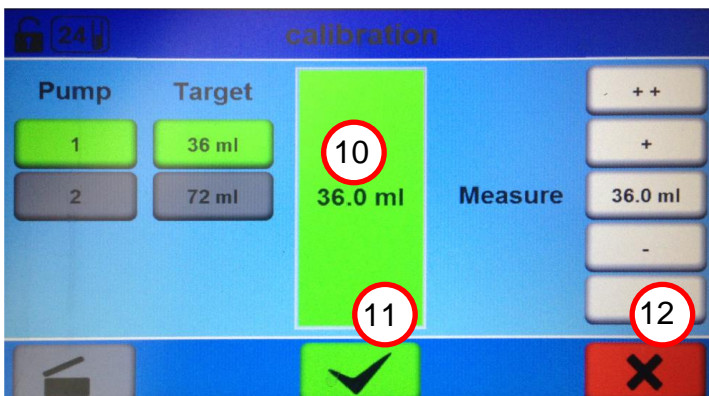 24 calibration
Pump Target
1 36 ml
2 72 ml
10
36.0 ml
11
Measure
+ +
+
36.0 ml
-
12